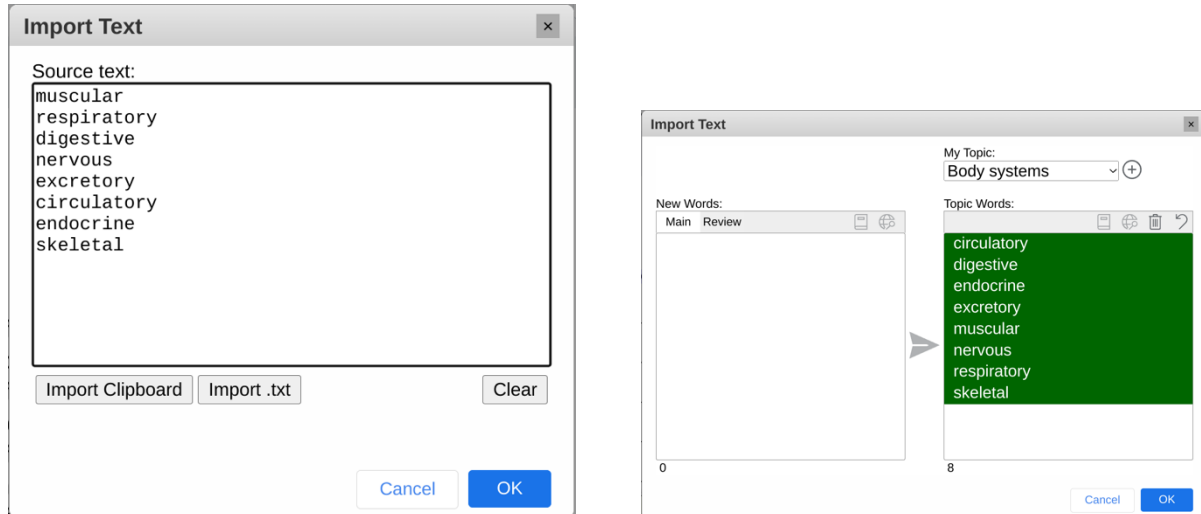 Import Text
×
Source text:
muscular
respiratory
digestive
nervous
excretory
circulatory
endocrine
skeletal
Import Clipboard
Import .txt
Clear
Cancel
OK
Import Text
×
My Topic:
Body systems
New Words:
Main Review
0
Topic Words:
circulatory
digestive
endocrine
excretory
muscular
nervous
respiratory
skeletal
8
Cancel
OK